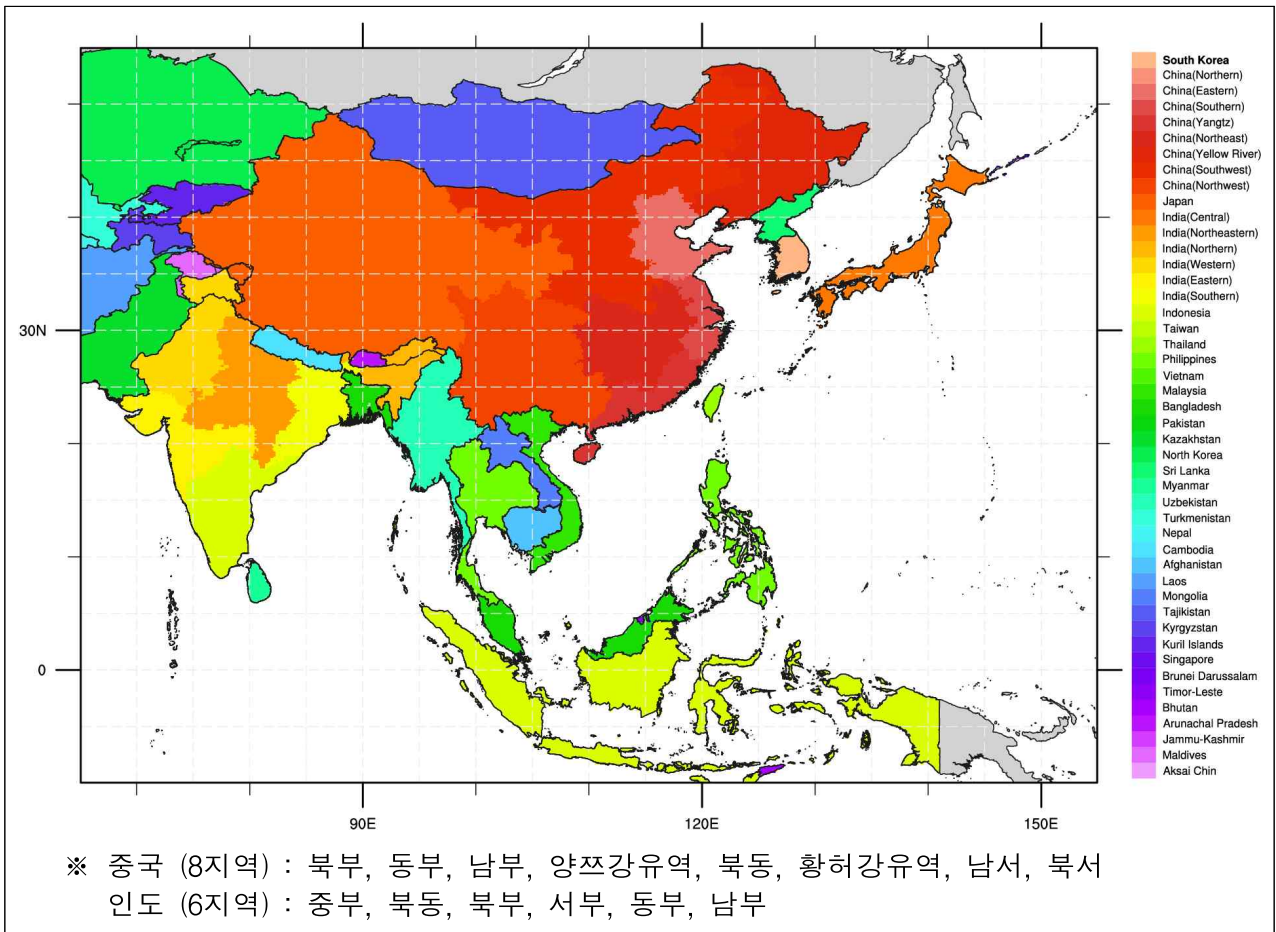 South Korea
China(Northern)
China(Eastern)
China(Southern)
China(Yangtz)
China(Northeast)
China(Yellow River)
China(Southwest)
China(Northwest)
Japan
India(Central)
India(Northeastern)
India(Northern)
India(Western)
India(Eastern)
India(Southern)
Indonesia
Taiwan
Thailand
Philippines
Vietnam
Malaysia
Bangladesh
Pakistan
Kazakhstan
North Korea
Sri Lanka
Myanmar
Uzbekistan
Turkmenistan
Nepal
Cambodia
Afghanistan
Laos
Mongolia
Tajikistan
Kyrgyzstan
Kuril Islands
Singapore
Brunei Darussalam
Timor-Leste
Bhutan
Arunachal Pradesh
Jammu-Kashmir
Maldives
Aksai Chin
30N
0
90E 120E 150E
※ 중국 (8지역) : 북부, 동부, 남부, 양쯔강유역, 북동, 황허강유역, 남서, 북서
인도 (6지역) : 중부, 북동, 북부, 서부, 동부, 남부